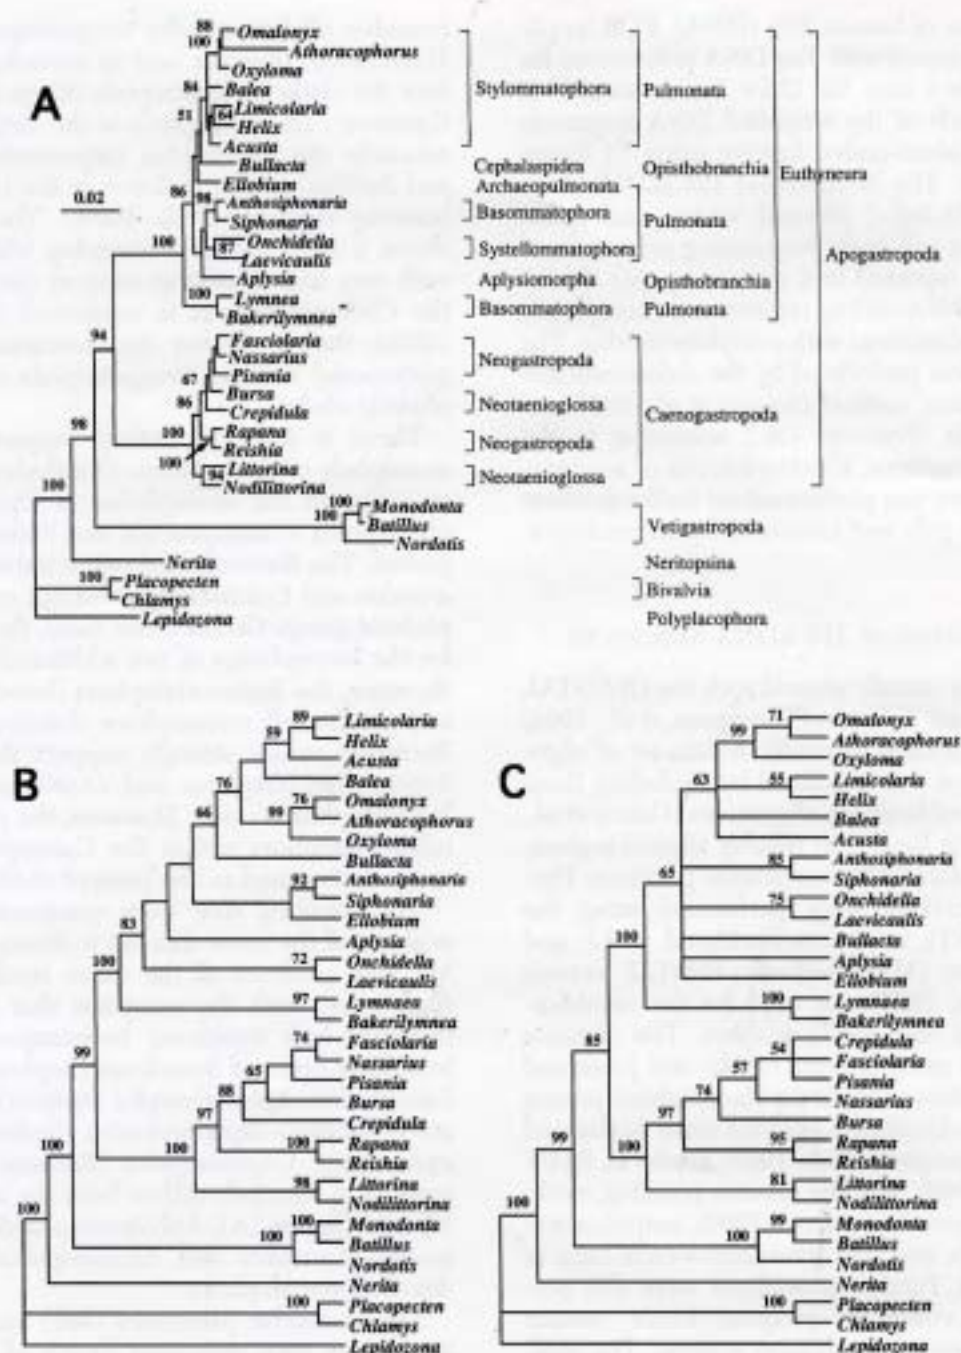 A
88
100
Omalonyx
Athoracophorus
Oxyloma
84
Balea
21
64
Limicolaria
Helix
Acusta
Bullacta
86
Ellobium
98
Anthosiphonaria
Siphonaria
0.02
100
87
Onchidella
Laevicaulis
Aplysia
100
Lymnea
Bakerilymnea
94
Fasciolaria
Nassarius
67
Pisania
Bursa
86
Crepidula
98
100
Rapana
Reishia
100
94
Littorina
Nodilittorina
100
100
100
Monodonta
Batillus
Nordotis
Nerita
100
Placopecten
Chlamys
Lepidozona
Stylommatophora
Pulmonata
Cephalaspidea
Opisthobranchia
Euthyneura
Archaeopulmonata
Basommatophora
Pulmonata
Systellommatophora
Apogastropoda
Aplysiomorpha
Opisthobranchia
Basommatophora
Pulmonata
Neogastropoda
Neotaenioglossa
Caenogastropoda
Neogastropoda
Neotaenioglossa
Vetigastropoda
Neritopsina
Bivalvia
Polyplacophora
B
89
Limicolaria
59
Helix
Acusta
76
Balea
76
Omalonyx
66
99
Athoracophorus
Oxyloma
Bullacta
92
Anthosiphonaria
Siphonaria
83
Ellobium
Aplysia
100
72
Onchidella
Laevicaulis
97
Lymnaea
Bakerilymnea
74
Fasciolaria
99
65
Nassarius
88
Pisania
Bursa
97
Crepidula
100
100
Rapana
Reishia
98
Littorina
Nodilittorina
100
100
100
Monodonta
Batillus
Nordotis
100
Nerita
100
Placopecten
Chlamys
Lepidozona
C
71
Omalonyx
99
Athoracophorus
Oxyloma
63
55
Limicolaria
Helix
Balea
Acusta
65
85
Anthosiphonaria
Siphonaria
75
Onchidella
Laevicaulis
100
Bullacta
Aplysia
Ellobium
100
Lymnaea
Bakerilymnea
85
54
Crepidula
57
Fasciolaria
74
Pisania
Nassarius
97
Bursa
99
100
95
Rapana
Reishia
81
Littorina
Nodilittorina
99
100
Monodonta
Batillus
Nordotis
100
Nerita
100
Placopecten
Chlamys
Lepidozona